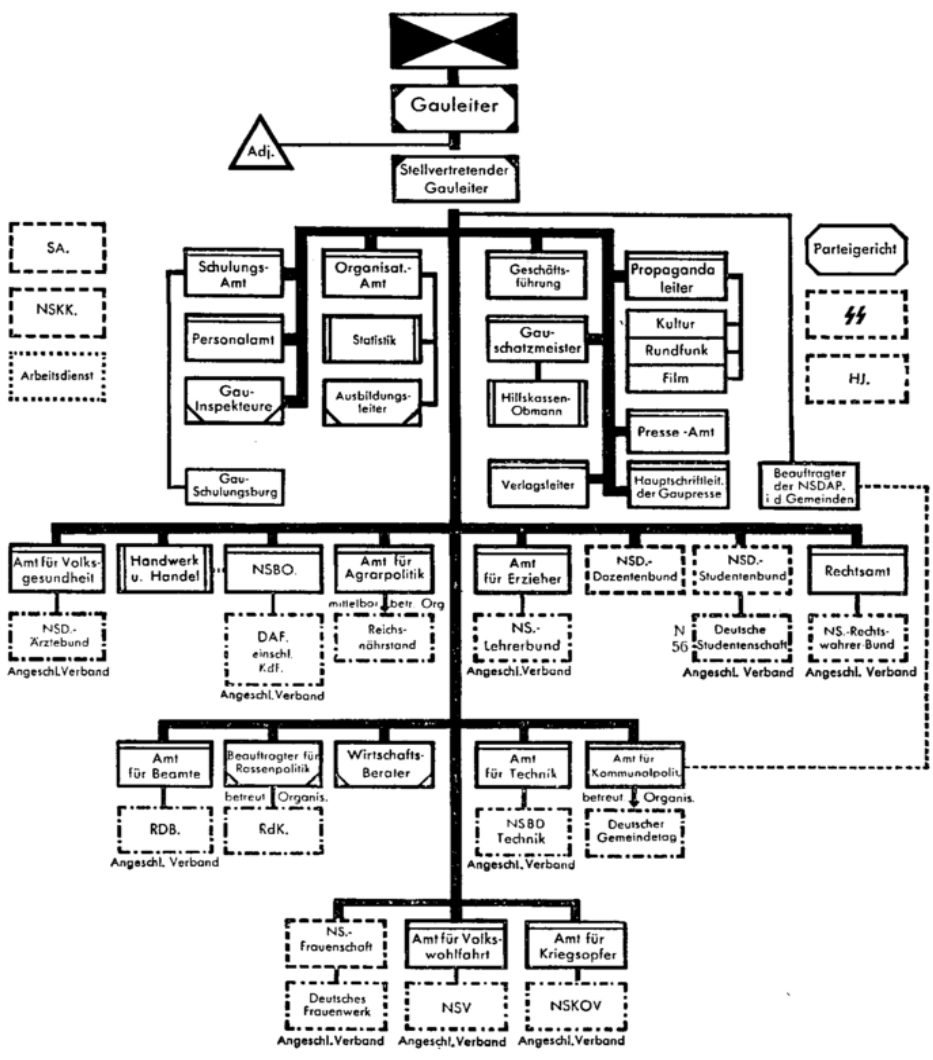 Gauleiter
Adj.
Stellvertretender
Gauleiter
SA.
NSKK.
Arbeitsdienst
Parteigericht
ᛋᛋ
HJ.
Schulungs-
Amt
Personalamt
Gau-
Inspekteure
Gau-
Schulungsburg
Organisat.-
Amt
Statistik
Ausbildungs-
leiter
Geschäfts-
führung
Gau-
schatzmeister
Hilfskassen-
Obmann
Verlagsleiter
Propaganda
leiter
Kultur
Rundfunk
Film
Presse-Amt
Hauptschriftleit.
der Gaupresse
Beauftragter
der NSDAP.
i d Gemeinden
Amt für Volks-
gesundheit
NSD.-
Ärztebund
Angeschl. Verband
Handwerk
u. Handel
NSBO.
DAF.
einschl.
KdF.
Angeschl. Verband
Amt für
Agrarpolitik
mittelbar betr. Org
Reichs-
nährstand
Amt
für Erzieher
NS.-
Lehrerbund
Angeschl. Verband
NSD.-
Dozentenbund
NSD.-
Studentenbund
N
56
Deutsche
Studentenschaft
Angeschl. Verband
Rechtsamt
NS.-Rechts-
wahrer-Bund
Angeschl. Verband
Amt
für Beamte
RDB.
Angeschl. Verband
Beauftragter für
Rassenpolitik
betreut Organis.
RdK.
Wirtschafts-
Berater
Amt
für Technik
NSBD
Technik
Angeschl. Verband
Amt für
Kommunalpolit.
betreut Organis.
Deutscher
Gemeindetag
NS.-
Frauenschaft
Deutsches
Frauenwerk
Angeschl. Verband
Amt für Volks-
wohlfahrt
NSV
Angeschl. Verband
Amt für
Kriegsopfer
NSKOV
Angeschl. Verband